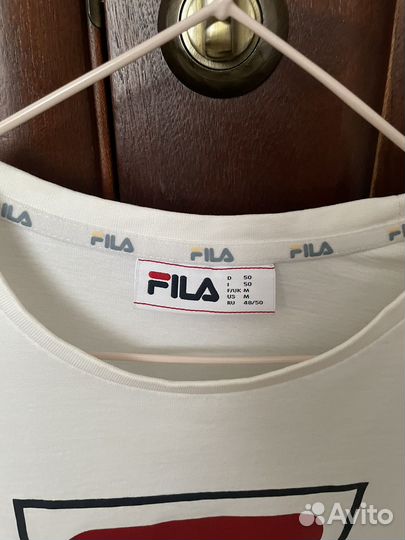 FILA FILA FILA FILA
FILA
D 50
I 50
F/UK M
US M
RU 48/50
Avito